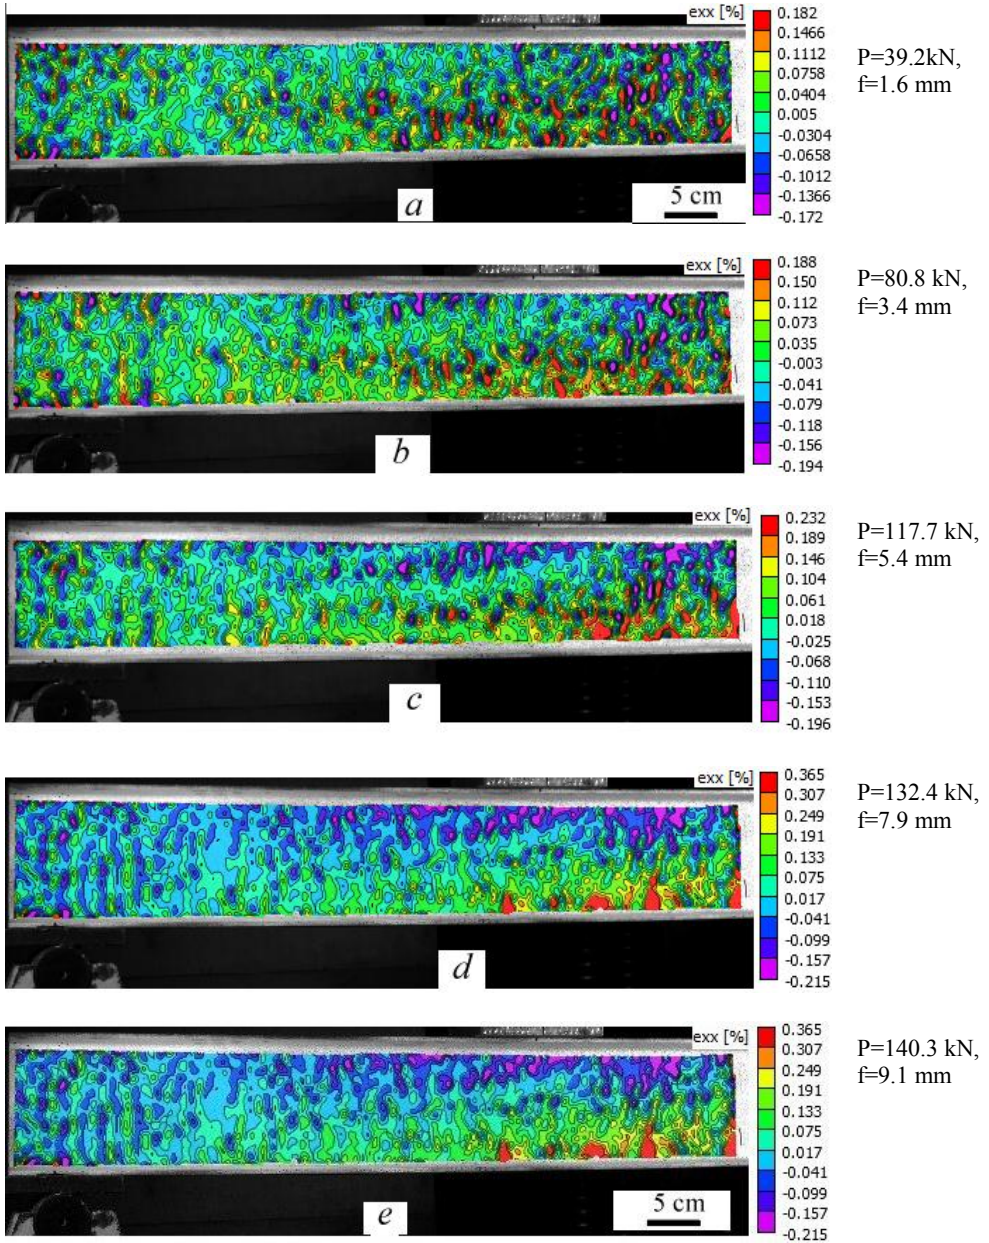 exx [%]
0.182
0.1466
0.1112
0.0758
0.0404
0.005
-0.0304
-0.0658
-0.1012
-0.1366
-0.172
P=39.2kN,
f=1.6 mm
a
5 cm
exx [%]
0.188
0.150
0.112
0.073
0.035
-0.003
-0.041
-0.079
-0.118
-0.156
-0.194
P=80.8 kN,
f=3.4 mm
b
exx [%]
0.232
0.189
0.146
0.104
0.061
0.018
-0.025
-0.068
-0.110
-0.153
-0.196
P=117.7 kN,
f=5.4 mm
c
exx [%]
0.365
0.307
0.249
0.191
0.133
0.075
0.017
-0.041
-0.099
-0.157
-0.215
P=132.4 kN,
f=7.9 mm
d
exx [%]
0.365
0.307
0.249
0.191
0.133
0.075
0.017
-0.041
-0.099
-0.157
-0.215
P=140.3 kN,
f=9.1 mm
e
5 cm